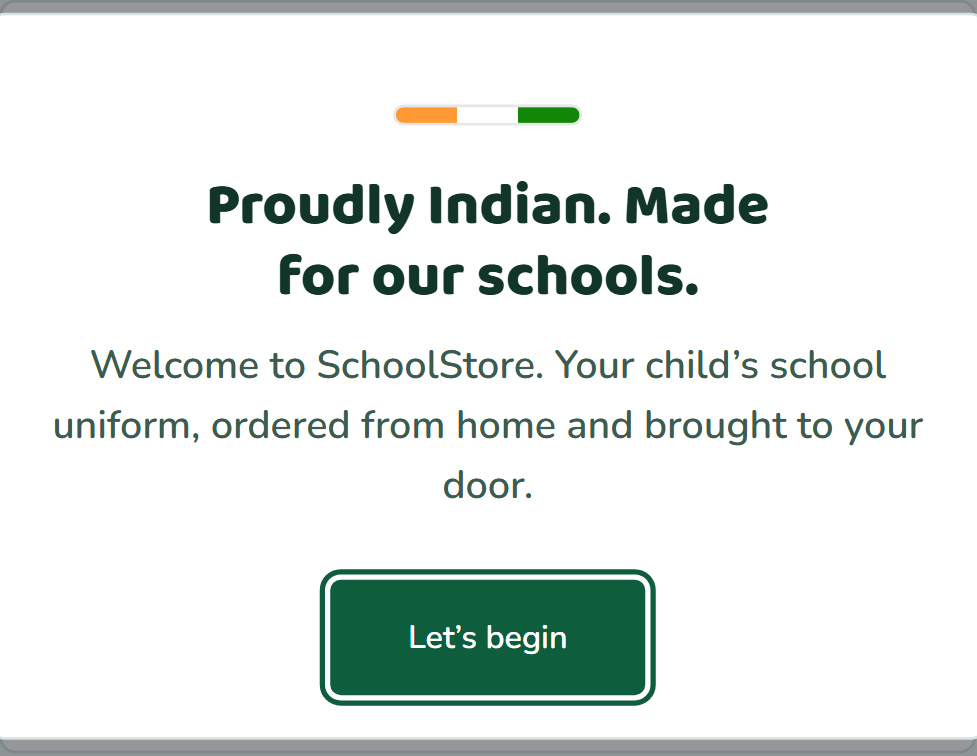 Proudly Indian. Made
for our schools.
Welcome to SchoolStore. Your child’s school
uniform, ordered from home and brought to your
door.
Let’s begin